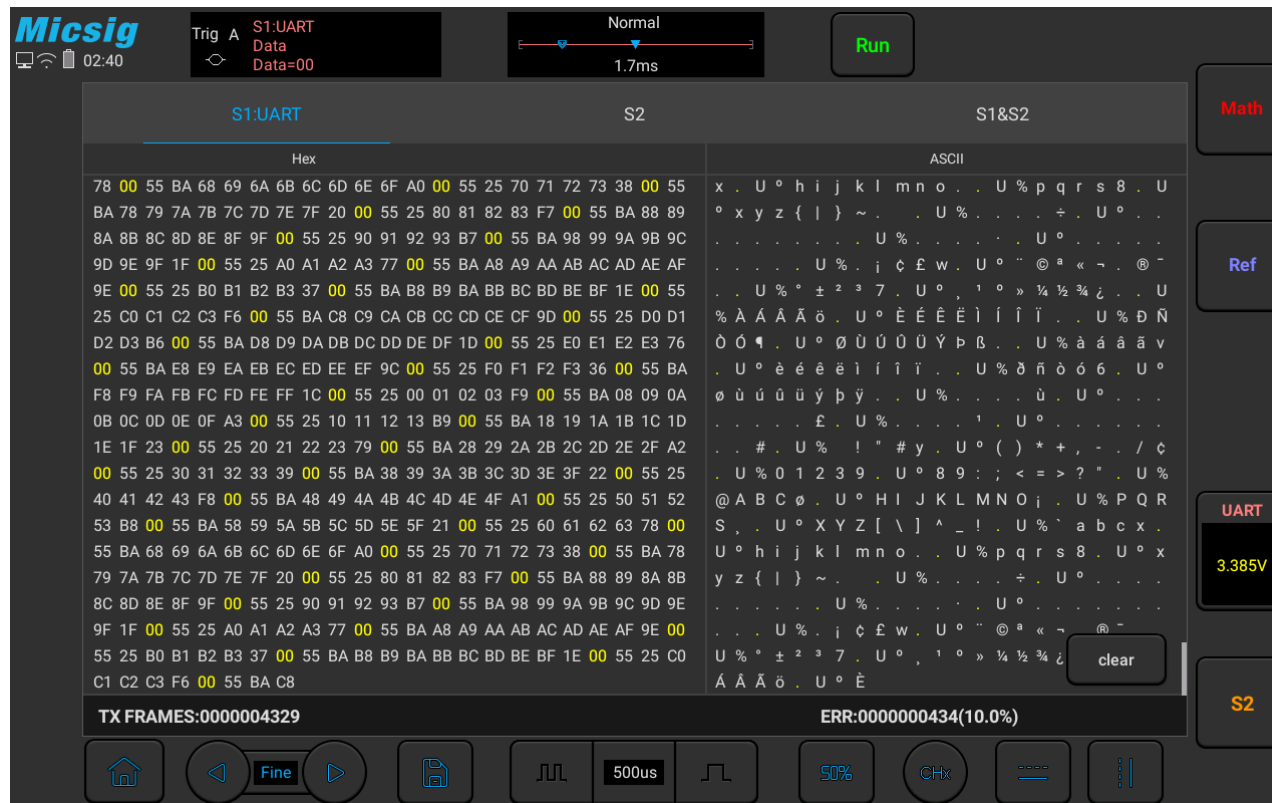 Micsig
Trig A S1:UART
Data
Data=00
02:40
Normal
1.7ms
Run
S1:UART S2 S1&S2
Math
Hex ASCII
78 00 55 BA 68 69 6A 6B 6C 6D 6E 6F A0 00 55 25 70 71 72 73 38 00 55 x . U º h i j k l m n o . . U % p q r s 8 . U
BA 78 79 7A 7B 7C 7D 7E 7F 20 00 55 25 80 81 82 83 F7 00 55 BA 88 89 º x y z { | } ~ .   . U % . . . . ÷ . U º . .
8A 8B 8C 8D 8E 8F 9F 00 55 25 90 91 92 93 B7 00 55 BA 98 99 9A 9B 9C . . . . . . . . U % . . . . · . U º . . . . .
9D 9E 9F 1F 00 55 25 A0 A1 A2 A3 77 00 55 BA A8 A9 AA AB AC AD AE AF . . . . . U % . ¡ ¢ £ w . U º ¨ © ª « ¬ . ® ¯
9E 00 55 25 B0 B1 B2 B3 37 00 55 BA B8 B9 BA BB BC BD BE BF 1E 00 55 . . U % ° ± ² ³ 7 . U º ¸ ¹ º » ¼ ½ ¾ ¿ . . U
25 C0 C1 C2 C3 F6 00 55 BA C8 C9 CA CB CC CD CE CF 9D 00 55 25 D0 D1 % À Á Â Ã ö . U º È É Ê Ë Ì Í Î Ï . . U % Ð Ñ
D2 D3 B6 00 55 BA D8 D9 DA DB DC DD DE DF 1D 00 55 25 E0 E1 E2 E3 76 Ò Ó ¶ . U º Ø Ù Ú Û Ü Ý Þ ß . . U % à á â ã v
00 55 BA E8 E9 EA EB EC ED EE EF 9C 00 55 25 F0 F1 F2 F3 36 00 55 BA . U º è é ê ë ì í î ï . . U % ð ñ ò ó 6 . U º
F8 F9 FA FB FC FD FE FF 1C 00 55 25 00 01 02 03 F9 00 55 BA 08 09 0A ø ù ú û ü ý þ ÿ . . U % . . . . ù . U º . . .
0B 0C 0D 0E 0F A3 00 55 25 10 11 12 13 B9 00 55 BA 18 19 1A 1B 1C 1D . . . . . £ . U % . . . . ¹ . U º . . . . . .
1E 1F 23 00 55 25 20 21 22 23 79 00 55 BA 28 29 2A 2B 2C 2D 2E 2F A2 . . # . U %   ! " # y . U º ( ) * + , - . / ¢
00 55 25 30 31 32 33 39 00 55 BA 38 39 3A 3B 3C 3D 3E 3F 22 00 55 25 . U % 0 1 2 3 9 . U º 8 9 : ; < = > ? " . U %
40 41 42 43 F8 00 55 BA 48 49 4A 4B 4C 4D 4E 4F A1 00 55 25 50 51 52 @ A B C ø . U º H I J K L M N O ¡ . U % P Q R
53 B8 00 55 BA 58 59 5A 5B 5C 5D 5E 5F 21 00 55 25 60 61 62 63 78 00 S ¸ . U º X Y Z [ \ ] ^ _ ! . U % ` a b c x .
55 BA 68 69 6A 6B 6C 6D 6E 6F A0 00 55 25 70 71 72 73 38 00 55 BA 78 U º h i j k l m n o . . U % p q r s 8 . U º x
79 7A 7B 7C 7D 7E 7F 20 00 55 25 80 81 82 83 F7 00 55 BA 88 89 8A 8B y z { | } ~ .   . U % . . . . ÷ . U º . . . .
8C 8D 8E 8F 9F 00 55 25 90 91 92 93 B7 00 55 BA 98 99 9A 9B 9C 9D 9E . . . . . . U % . . . . · . U º . . . . . . .
9F 1F 00 55 25 A0 A1 A2 A3 77 00 55 BA A8 A9 AA AB AC AD AE AF 9E 00 . . . U % . ¡ ¢ £ w . U º ¨ © ª « ¬ ® ¯
55 25 B0 B1 B2 B3 37 00 55 BA B8 B9 BA BB BC BD BE BF 1E 00 55 25 C0 U % ° ± ² ³ 7 . U º ¸ ¹ º » ¼ ½ ¾ ¿
C1 C2 C3 F6 00 55 BA C8 Á Â Ã ö . U º È
clear
TX FRAMES:0000004329 ERR:0000000434(10.0%)
Ref
UART
3.385V
S2
Fine
500us
50%
CHx